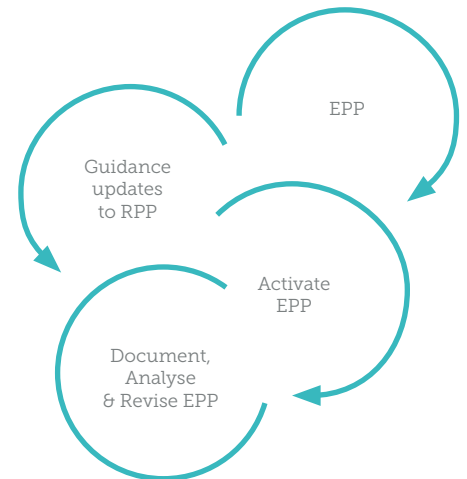 EPP
Guidance
updates
to RPP
Activate
EPP
Document,
Analyse
& Revise EPP